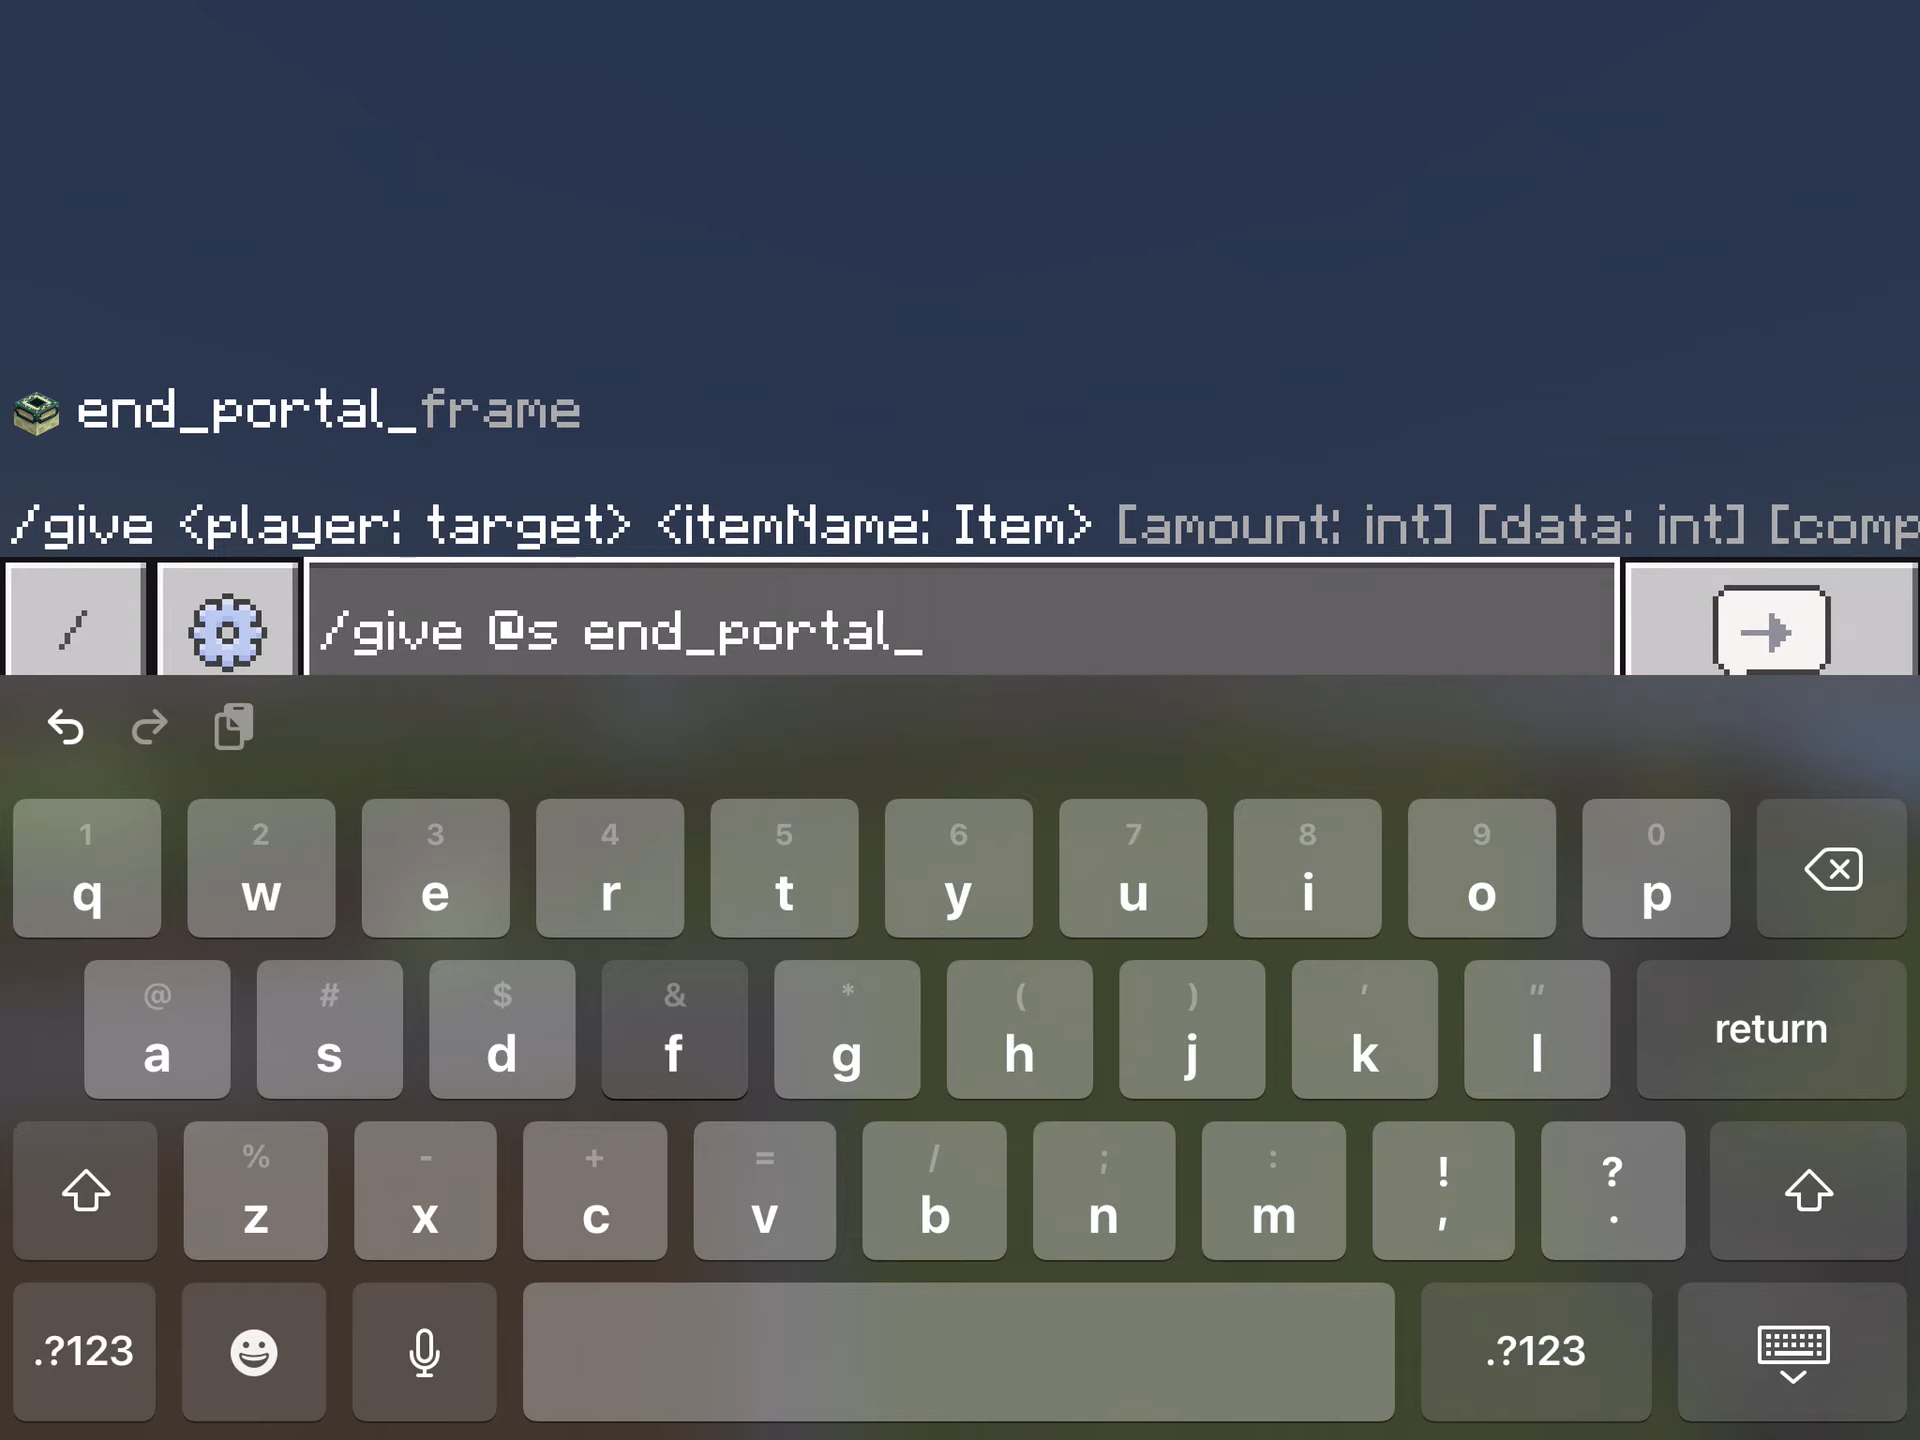 end_portal_frame
/give <player: target> <itemName: Item> [amount: int] [data: int] [comp
/
/give @s end_portal_
1 2 3 4 5 6 7 8 9 0
q w e r t y u i o p
@ # $ & * ( ) ' "
a s d f g h j k l return
% - + = / ; : ! ?
z x c v b n m , .
.?123 .?123